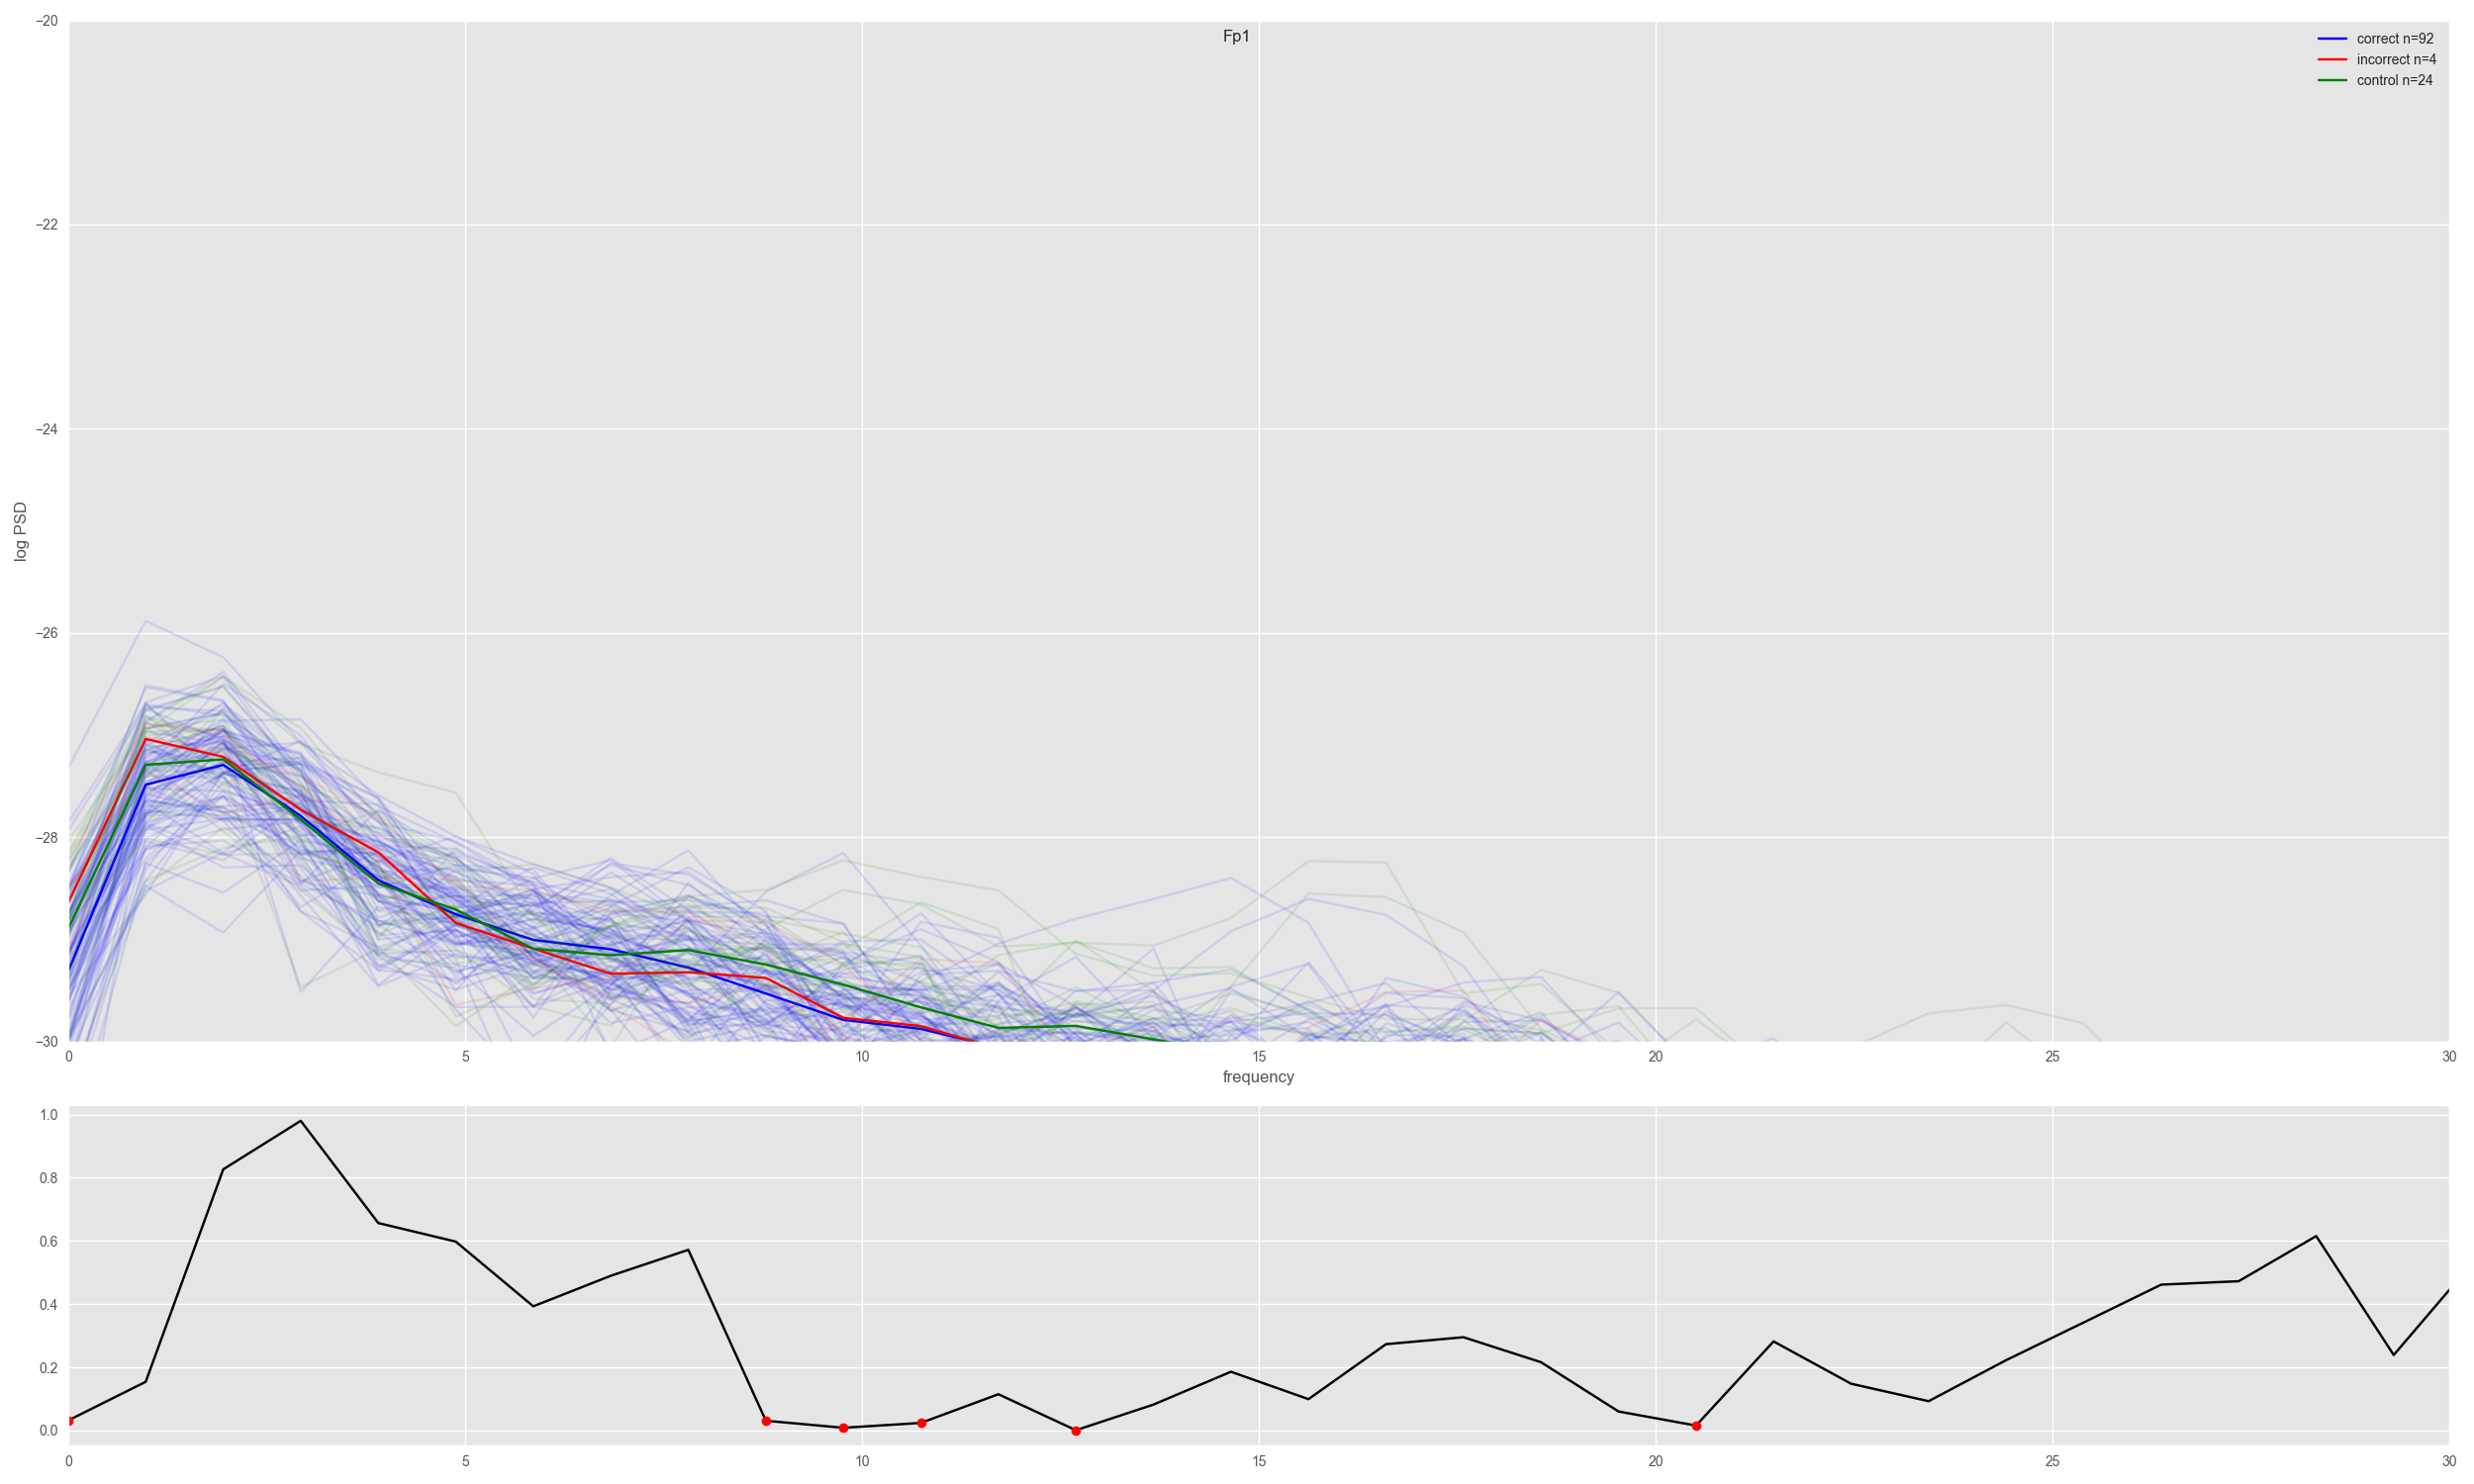 Fp1
correct n=92
incorrect n=4
control n=24
log PSD
−20
−22
−24
−26
−28
−30
0 5 10 15 20 25 30
frequency
1.0
0.8
0.6
0.4
0.2
0.0
0 5 10 15 20 25 30